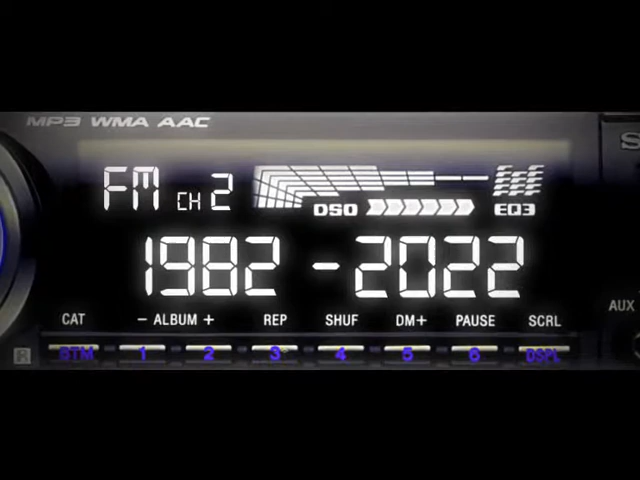 MP3 WMA AAC
S
FM CH 2
DSO EQ3
1982 - 2022
CAT - ALBUM + REP SHUF DM+ PAUSE SCRL
AUX
BTM 1 2 3 4 5 6 DSPL